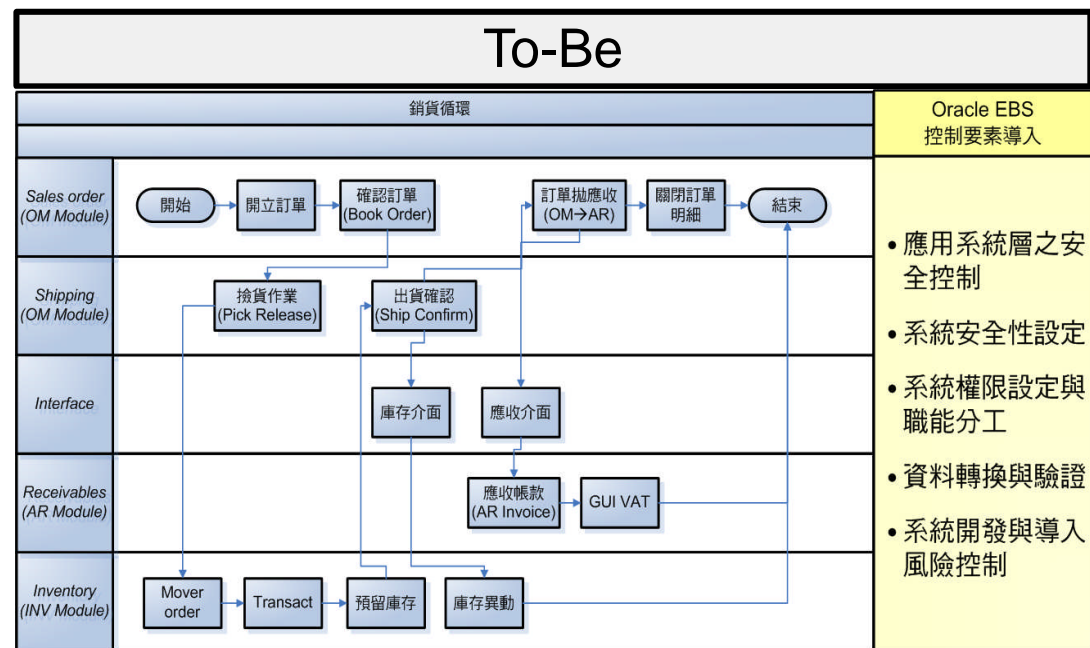 To-Be
銷貨循環
Oracle EBS
控制要素導入
Sales order
(OM Module)
開始
開立訂單
確認訂單
(Book Order)
訂單拋應收
(OM→AR)
關閉訂單
明細
結束
Shipping
(OM Module)
撿貨作業
(Pick Release)
出貨確認
(Ship Confirm)
Interface
庫存介面
應收介面
Receivables
(AR Module)
應收帳款
(AR Invoice)
GUI VAT
Inventory
(INV Module)
Mover
order
Transact
預留庫存
庫存異動
• 應用系統層之安
全控制
• 系統安全性設定
• 系統權限設定與
職能分工
• 資料轉換與驗證
• 系統開發與導入
風險控制